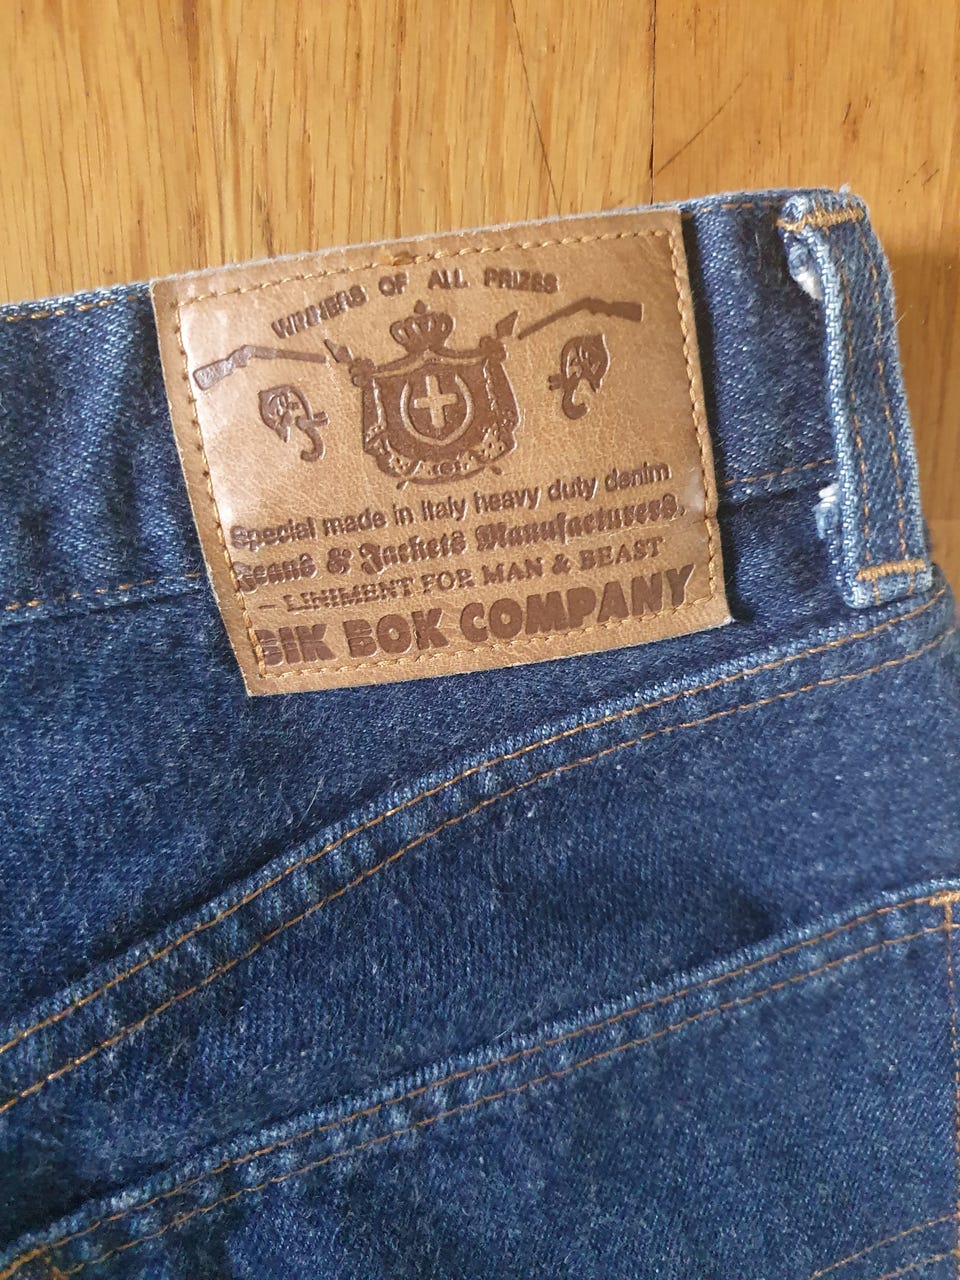 WINNERS OF ALL PRIZES
Special made in Italy heavy duty denim
Jeans & Jackets Manufacturers.
– LINIMENT FOR MAN & BEAST
BIK BOK COMPANY